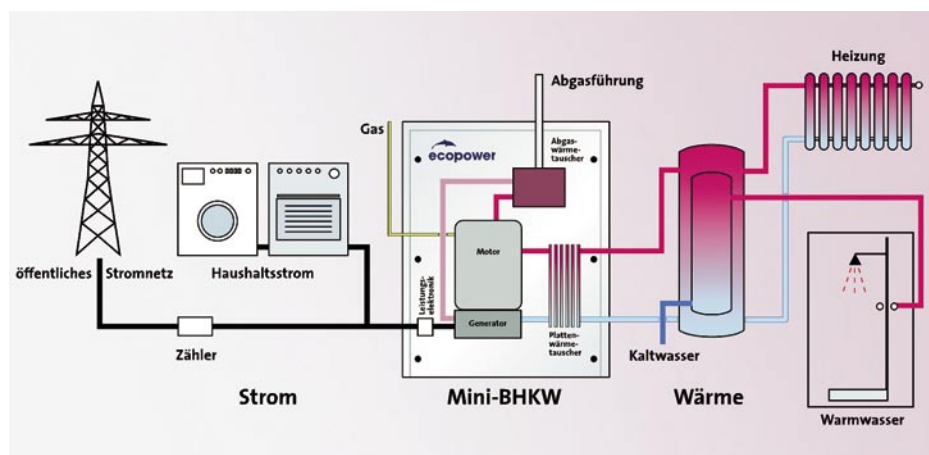 Heizung
Abgasführung
Gas
ecopower
Abgas-
wärme-
tauscher
Motor
öffentliches Stromnetz
Haushaltsstrom
Leistungs-
elektronik
Generator
Platten-
wärme-
tauscher
Zähler
Kaltwasser
Strom
Mini-BHKW
Wärme
Warmwasser